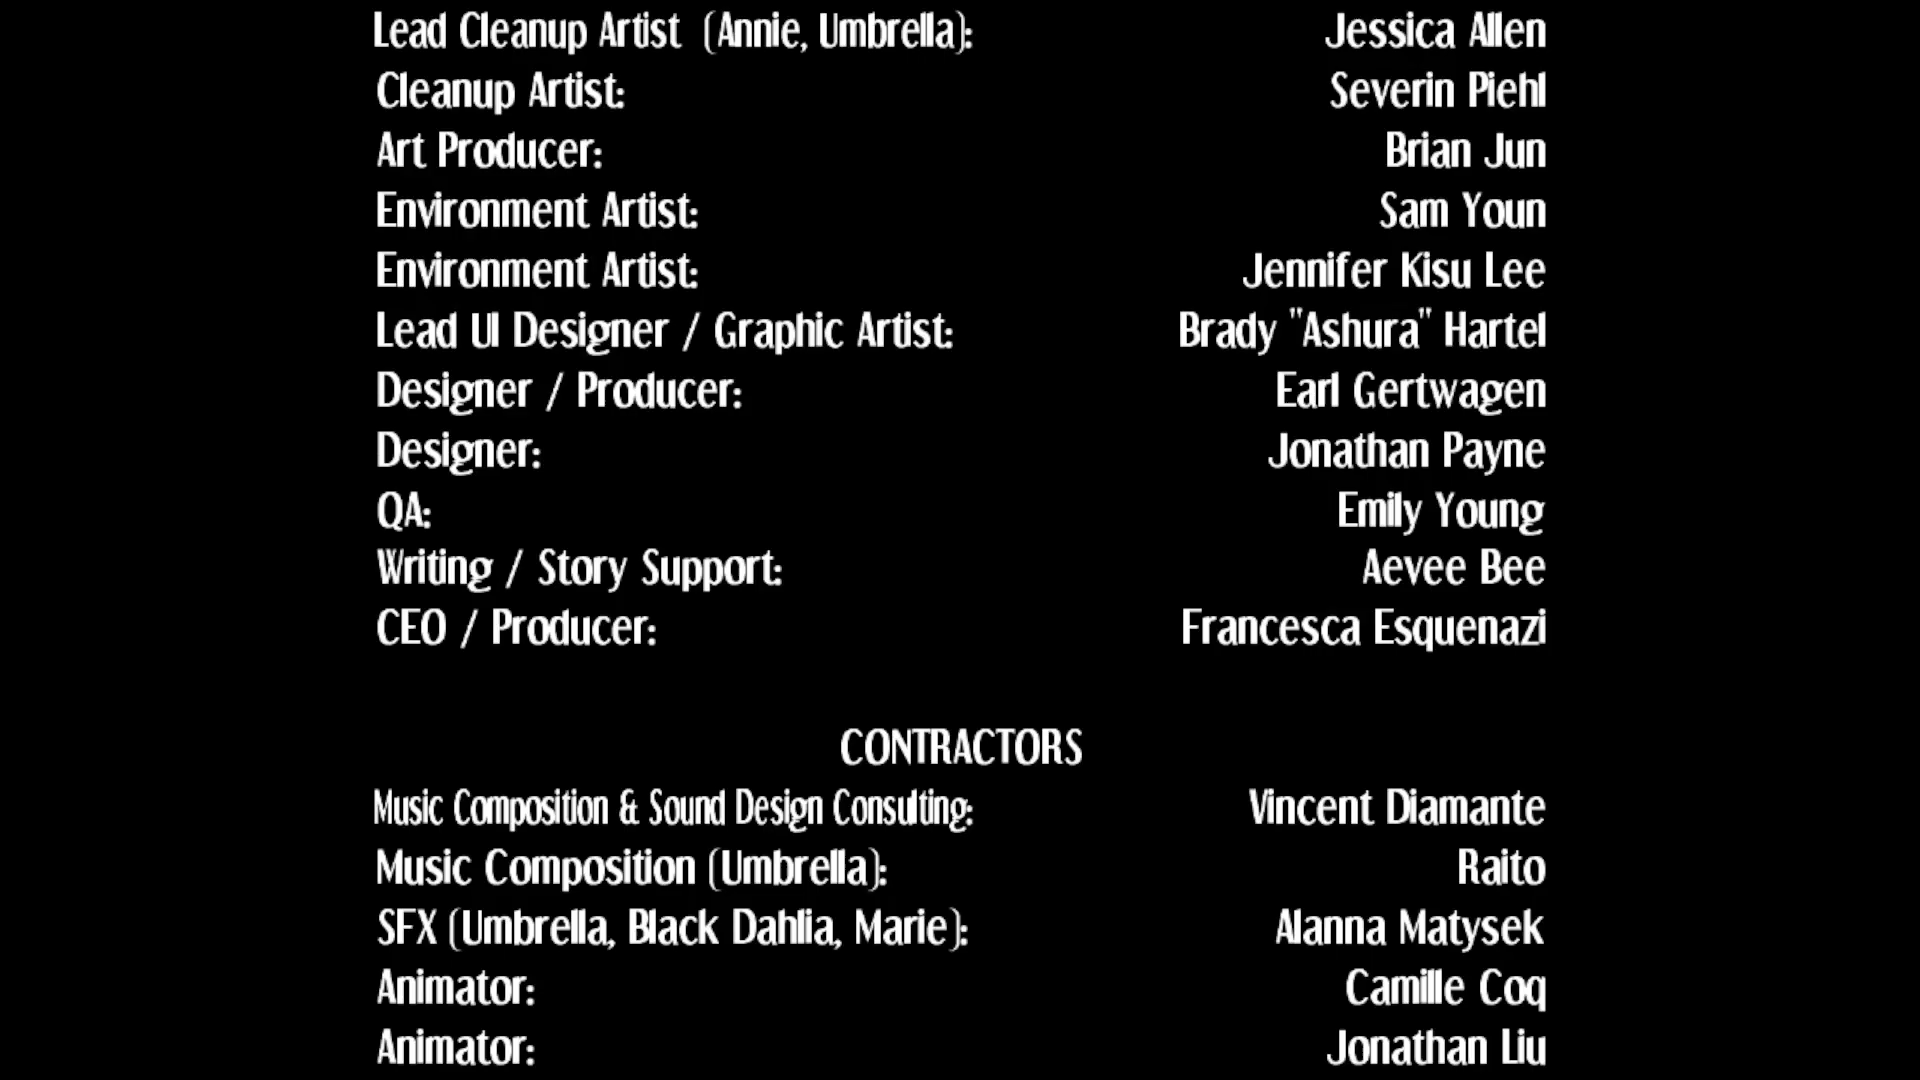 Lead Cleanup Artist (Annie, Umbrella): Jessica Allen
Cleanup Artist: Severin Piehl
Art Producer: Brian Jun
Environment Artist: Sam Youn
Environment Artist: Jennifer Kisu Lee
Lead UI Designer / Graphic Artist: Brady "Ashura" Hartel
Designer / Producer: Earl Gertwagen
Designer: Jonathan Payne
QA: Emily Young
Writing / Story Support: Aevee Bee
CEO / Producer: Francesca Esquenazi
CONTRACTORS
Music Composition & Sound Design Consulting: Vincent Diamante
Music Composition (Umbrella): Raito
SFX (Umbrella, Black Dahlia, Marie): Alanna Matysek
Animator: Camille Coq
Animator: Jonathan Liu